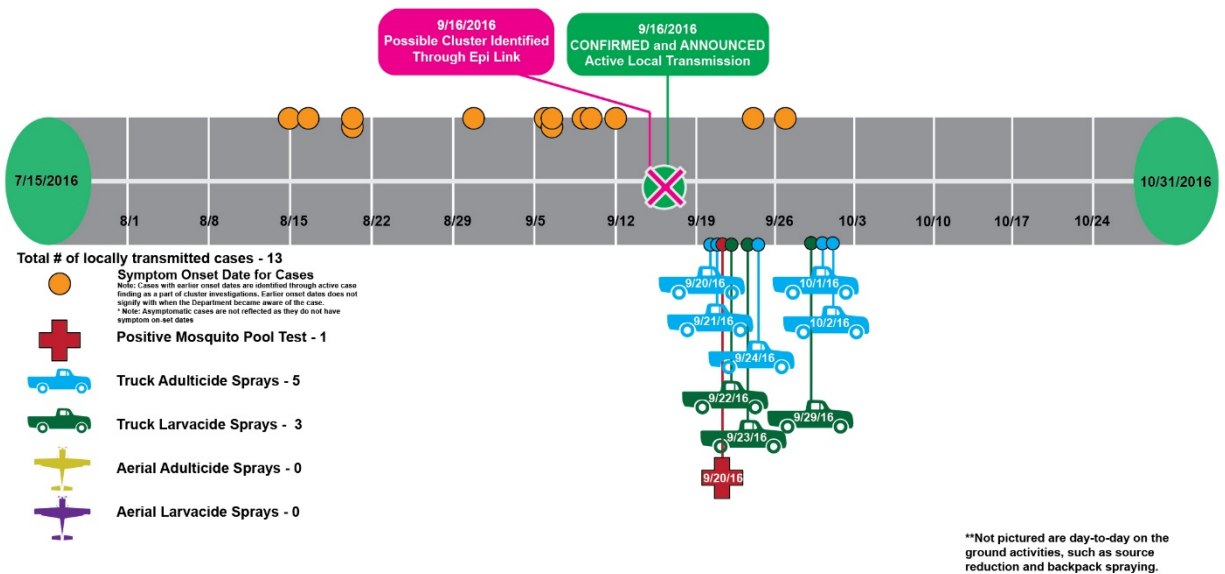 9/16/2016
Possible Cluster Identified
Through Epi Link
9/16/2016
CONFIRMED and ANNOUNCED
Active Local Transmission
7/15/2016
10/31/2016
8/1
8/8
8/15
8/22
8/29
9/5
9/12
9/19
9/26
10/3
10/10
10/17
10/24
Total # of locally transmitted cases - 13
Symptom Onset Date for Cases
Note: Cases with earlier onset dates are identified through active case
finding as a part of cluster investigations. Earlier onset dates does not
signify with when the Department became aware of the case.
* Note: Asymptomatic cases are not reflected as they do not have
symptom on-set dates
Positive Mosquito Pool Test - 1
Truck Adulticide Sprays - 5
Truck Larvacide Sprays - 3
Aerial Adulticide Sprays - 0
Aerial Larvacide Sprays - 0
9/20/16
9/21/16
9/24/16
9/22/16
9/23/16
9/20/16
10/1/16
10/2/16
9/29/16
**Not pictured are day-to-day on the
ground activities, such as source
reduction and backpack spraying.